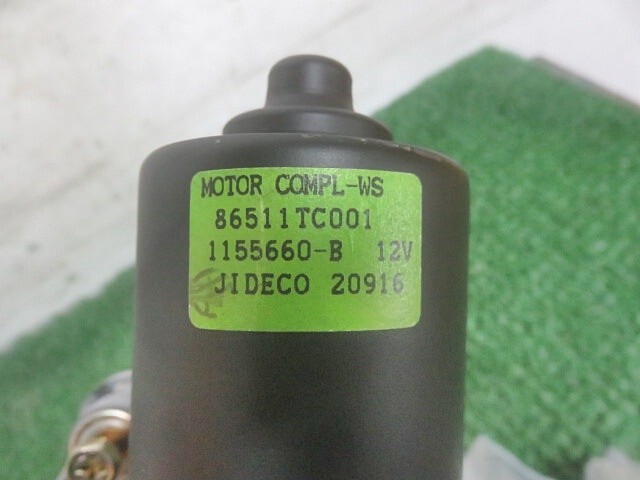 MOTOR COMPL-WS
86511TC001
1155660-B 12V
JIDECO 20916